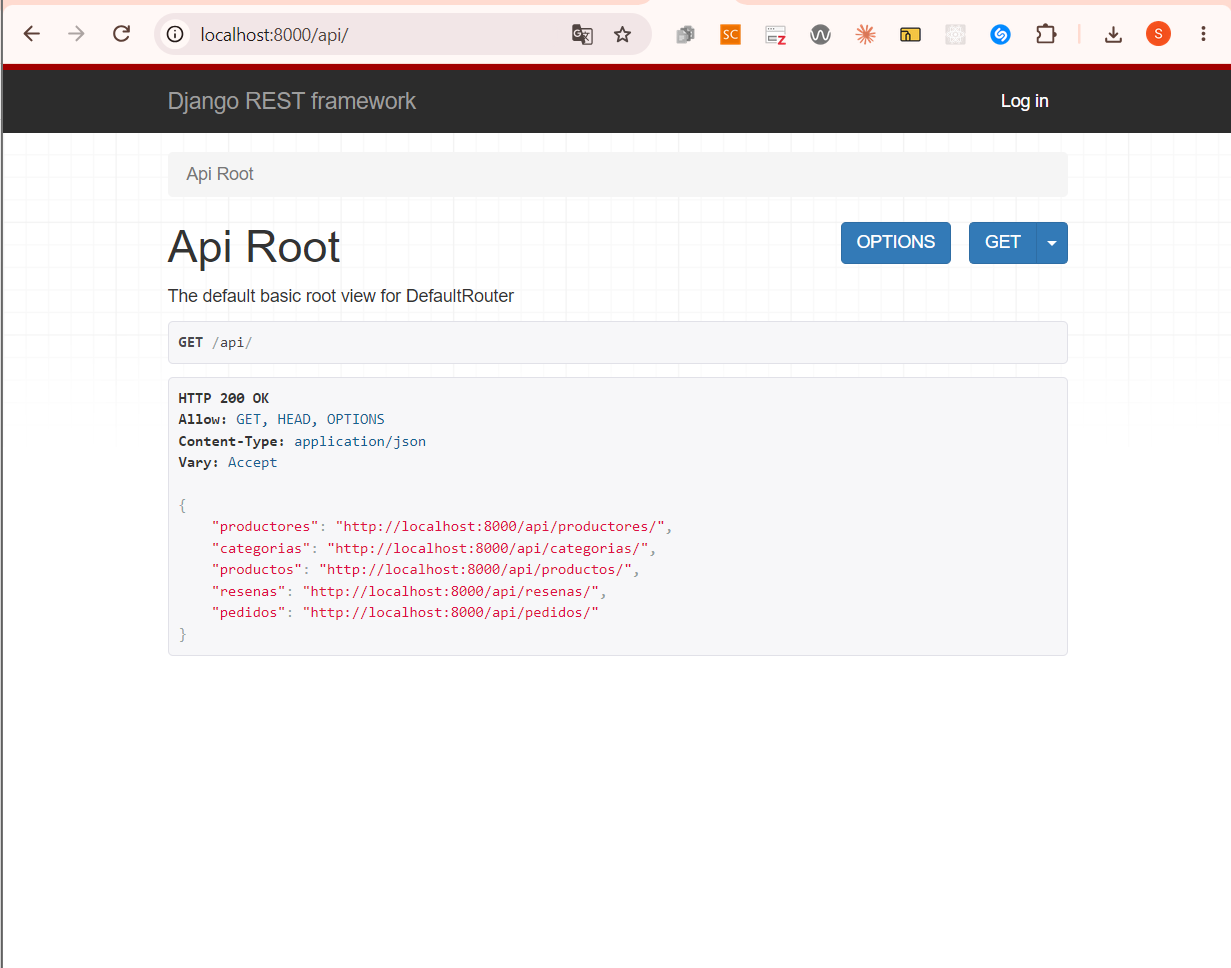 localhost:8000/api/
SC
Z
S
Django REST framework
Log in
Api Root
Api Root
OPTIONS
GET
The default basic root view for DefaultRouter
GET /api/
HTTP 200 OK
Allow: GET, HEAD, OPTIONS
Content-Type: application/json
Vary: Accept
{
"productores": "http://localhost:8000/api/productores/",
"categorias": "http://localhost:8000/api/categorias/",
"productos": "http://localhost:8000/api/productos/",
"resenas": "http://localhost:8000/api/resenas/",
"pedidos": "http://localhost:8000/api/pedidos/"
}